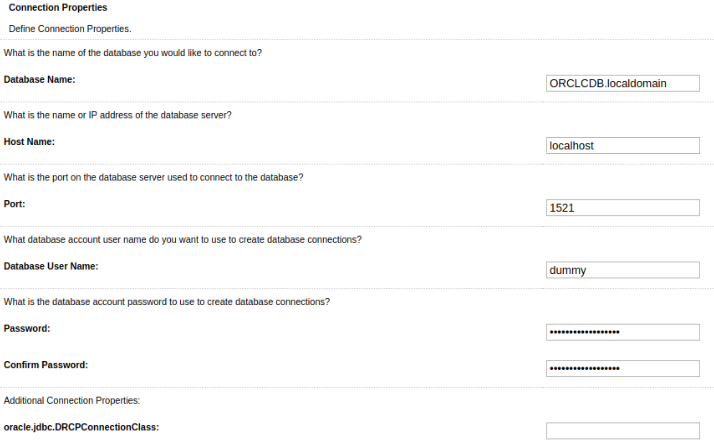 Connection Properties
Define Connection Properties.
What is the name of the database you would like to connect to?
Database Name: ORCLCDB.localdomain
What is the name or IP address of the database server?
Host Name: localhost
What is the port on the database server used to connect to the database?
Port: 1521
What database account user name do you want to use to create database connections?
Database User Name: dummy
What is the database account password to use to create database connections?
Password: ••••••••••••••••••
Confirm Password: ••••••••••••••••••
Additional Connection Properties:
oracle.jdbc.DRCPConnectionClass: